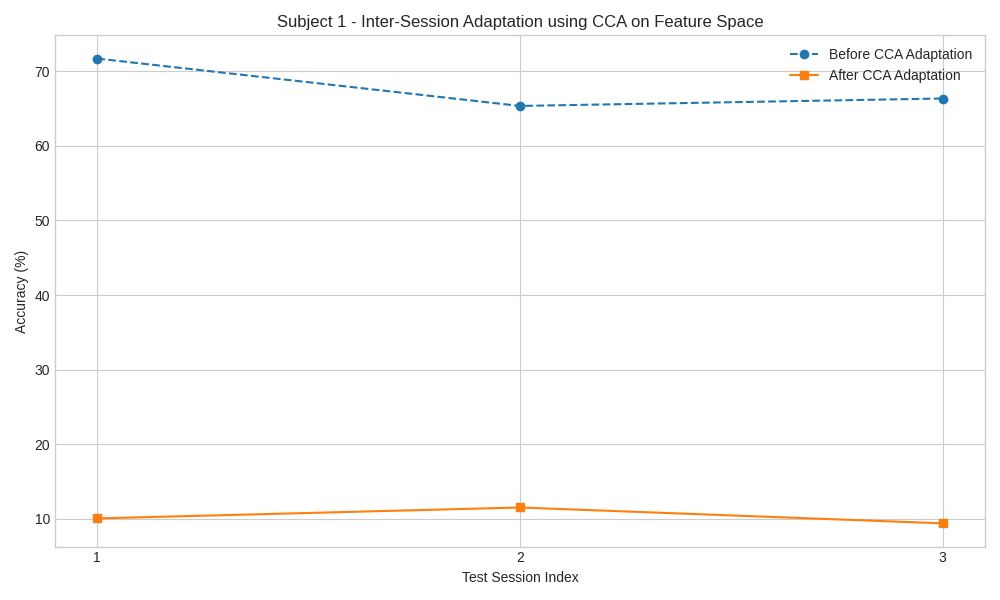 Subject 1 - Inter-Session Adaptation using CCA on Feature Space
Before CCA Adaptation
After CCA Adaptation
70
60
50
40
30
20
10
Accuracy (%)
1
2
3
Test Session Index